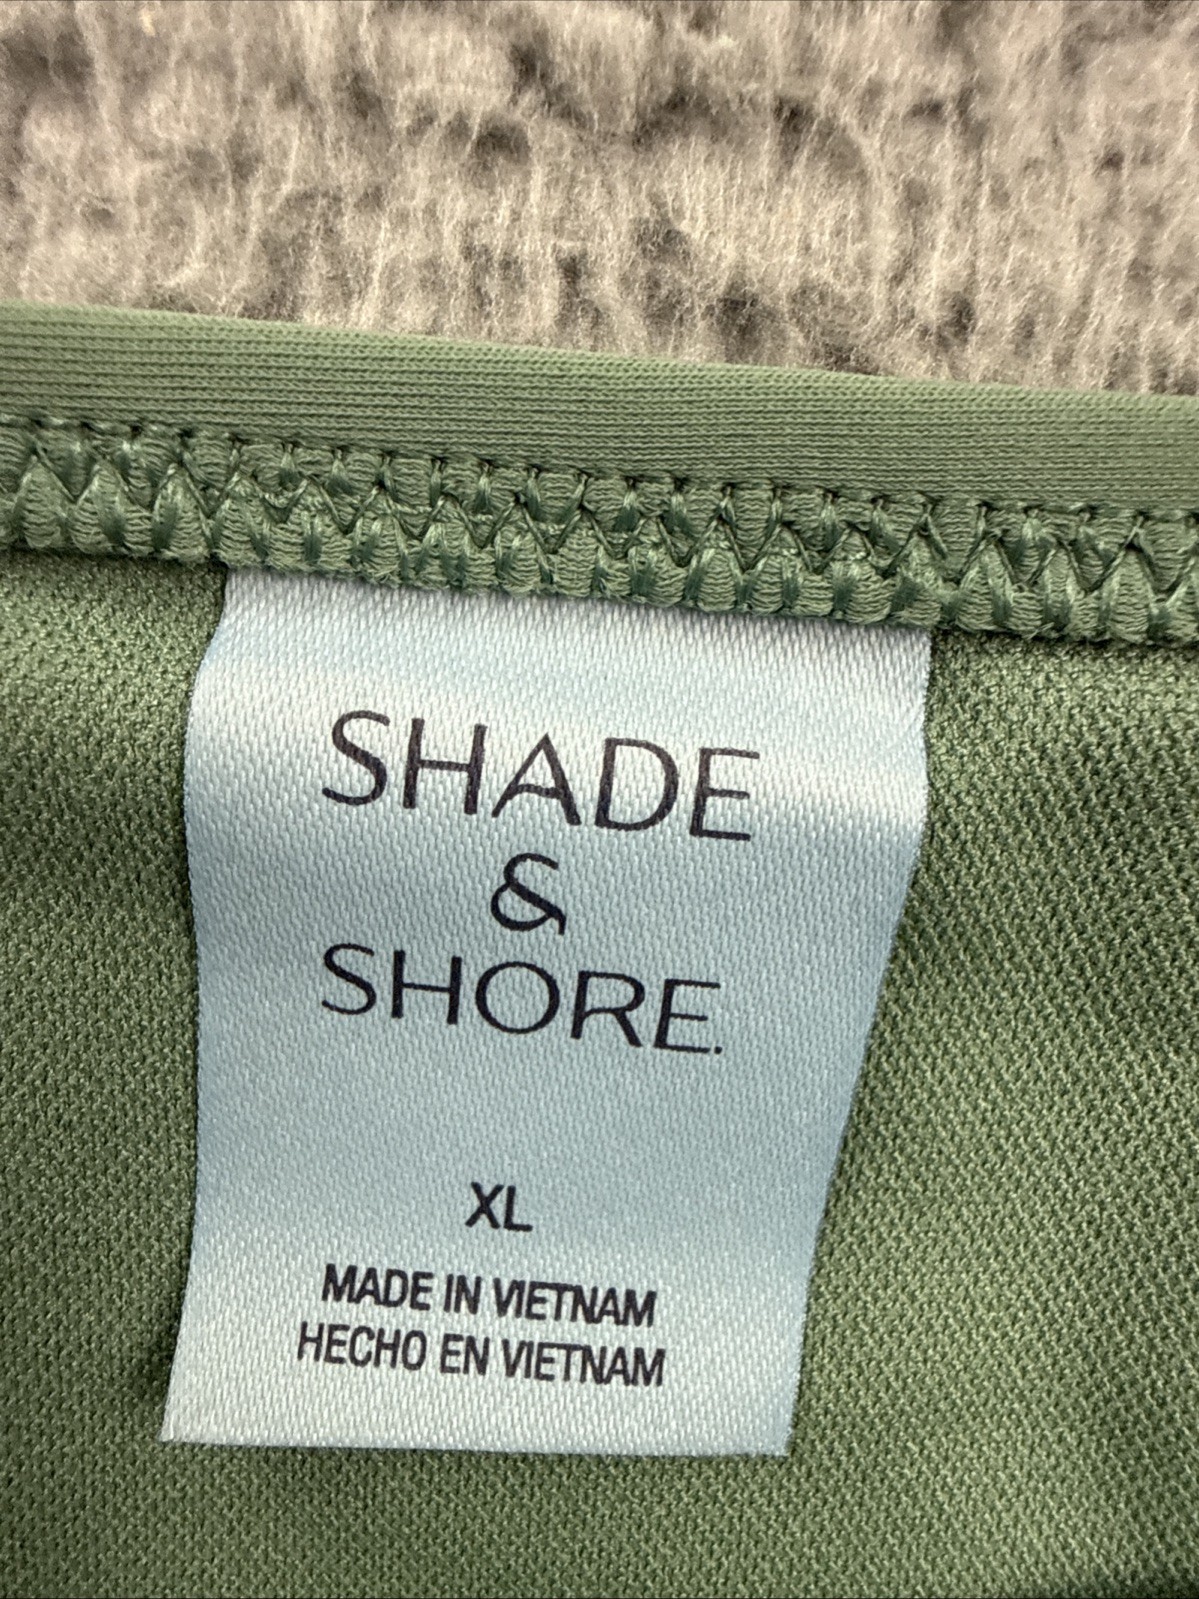 SHADE
&
SHORE.
XL
MADE IN VIETNAM
HECHO EN VIETNAM